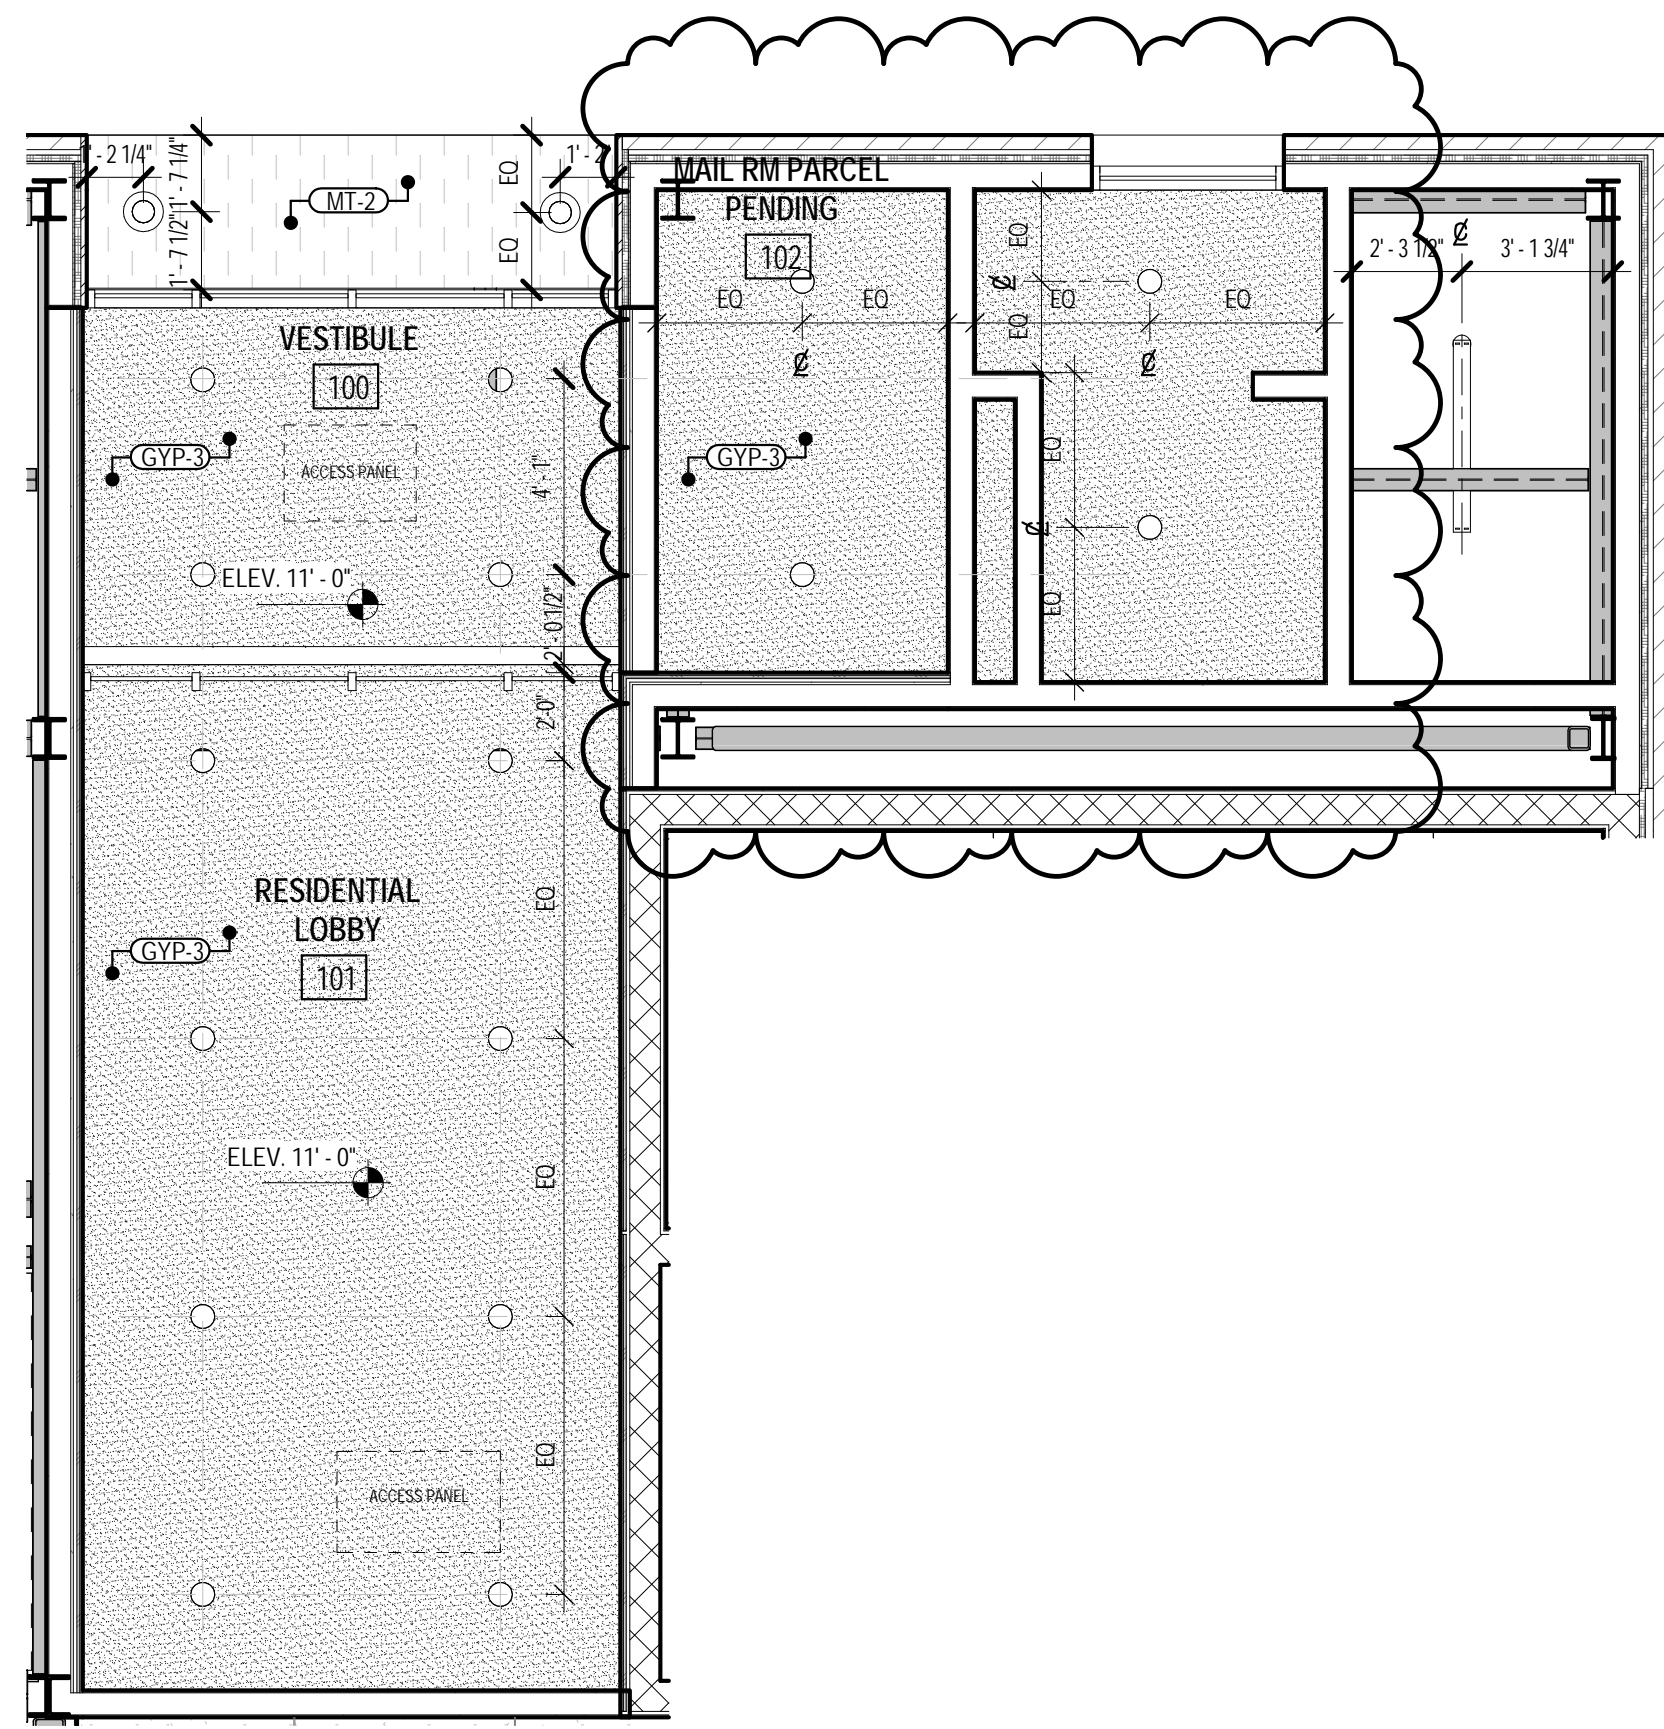 1' - 2 1/4"
1' - 7 1/4"
1' - 7 1/2"
MT-2
EQ
EQ
1' - 2
MAIL RM PARCEL
PENDING
102
EQ
EQ
EQ
EQ
EQ
EQ
℄
℄
℄
℄
2' - 3 1/2"
℄
3' - 1 3/4"
VESTIBULE
100
GYP-3
ACCESS PANEL
4' - 1"
GYP-3
EQ
EQ
ELEV. 11' - 0"
2' - 0 1/2"
2'-0"
RESIDENTIAL
LOBBY
101
GYP-3
EQ
ELEV. 11' - 0"
EQ
EQ
ACCESS PANEL